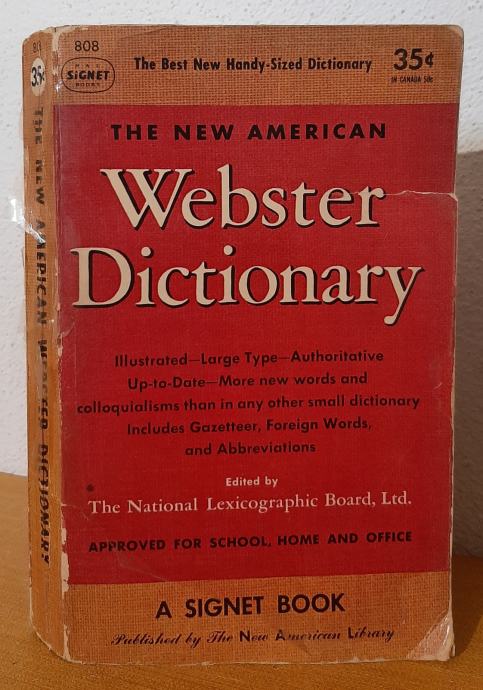 808
SIGNET
BOOKS
The Best New Handy-Sized Dictionary
35¢
IN CANADA 50¢
THE NEW AMERICAN
Webster
Dictionary
Illustrated—Large Type—Authoritative
Up-to-Date—More new words and
colloquialisms than in any other small dictionary
Includes Gazetteer, Foreign Words,
and Abbreviations
Edited by
The National Lexicographic Board, Ltd.
APPROVED FOR SCHOOL, HOME AND OFFICE
A SIGNET BOOK
Published by The New American Library
808
35¢
THE NEW AMERICAN WEBSTER DICTIONARY